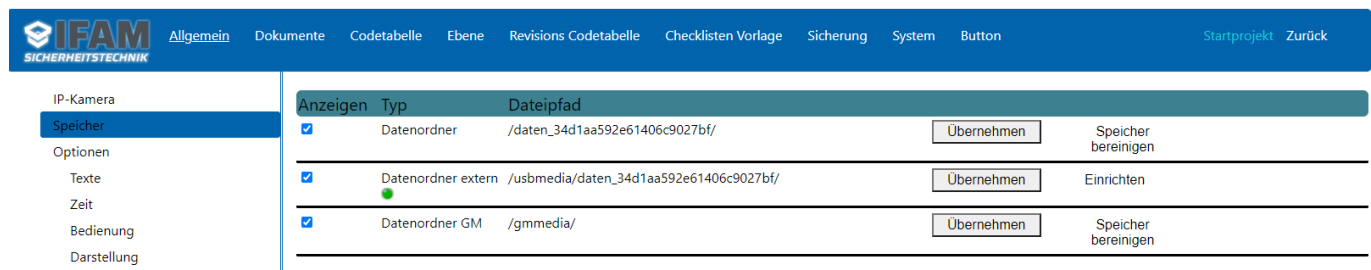 IFAM
SICHERHEITSTECHNIK
Allgemein Dokumente Codetabelle Ebene Revisions Codetabelle Checklisten Vorlage Sicherung System Button Startprojekt Zurück
IP-Kamera
Speicher
Optionen
Texte
Zeit
Bedienung
Darstellung
Anzeigen Typ Dateipfad
Datenordner /daten_34d1aa592e61406c9027bf/ Übernehmen Speicher
bereinigen
Datenordner extern /usbmedia/daten_34d1aa592e61406c9027bf/ Übernehmen Einrichten
Datenordner GM /gmmedia/ Übernehmen Speicher
bereinigen